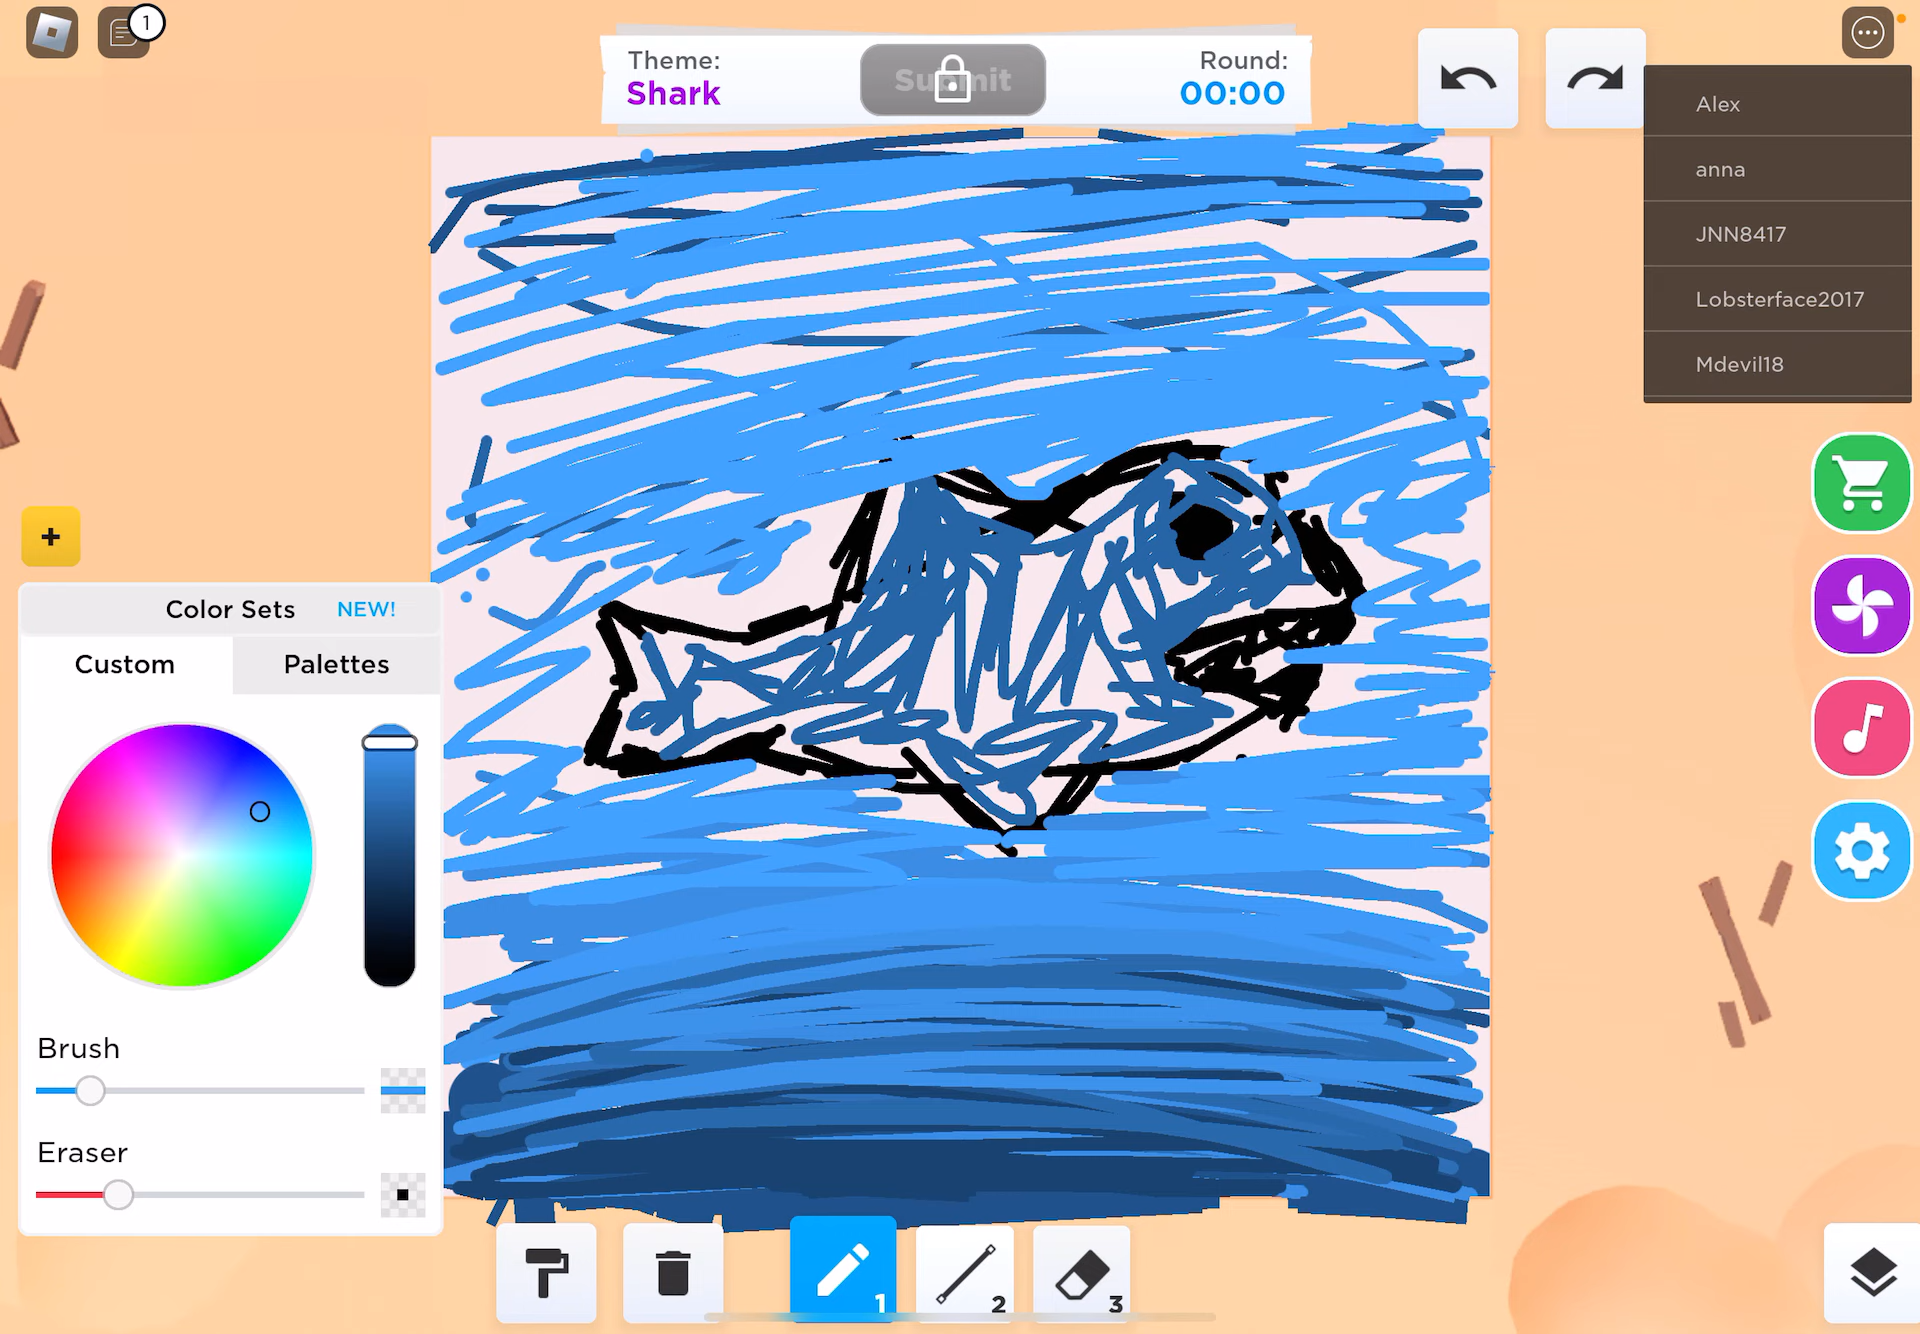 1
Theme:
Shark
Submit
Round:
00:00
Alex
anna
JNN8417
Lobsterface2017
Mdevil18
+
Color Sets NEW!
Custom Palettes
Brush
Eraser
1 2 3